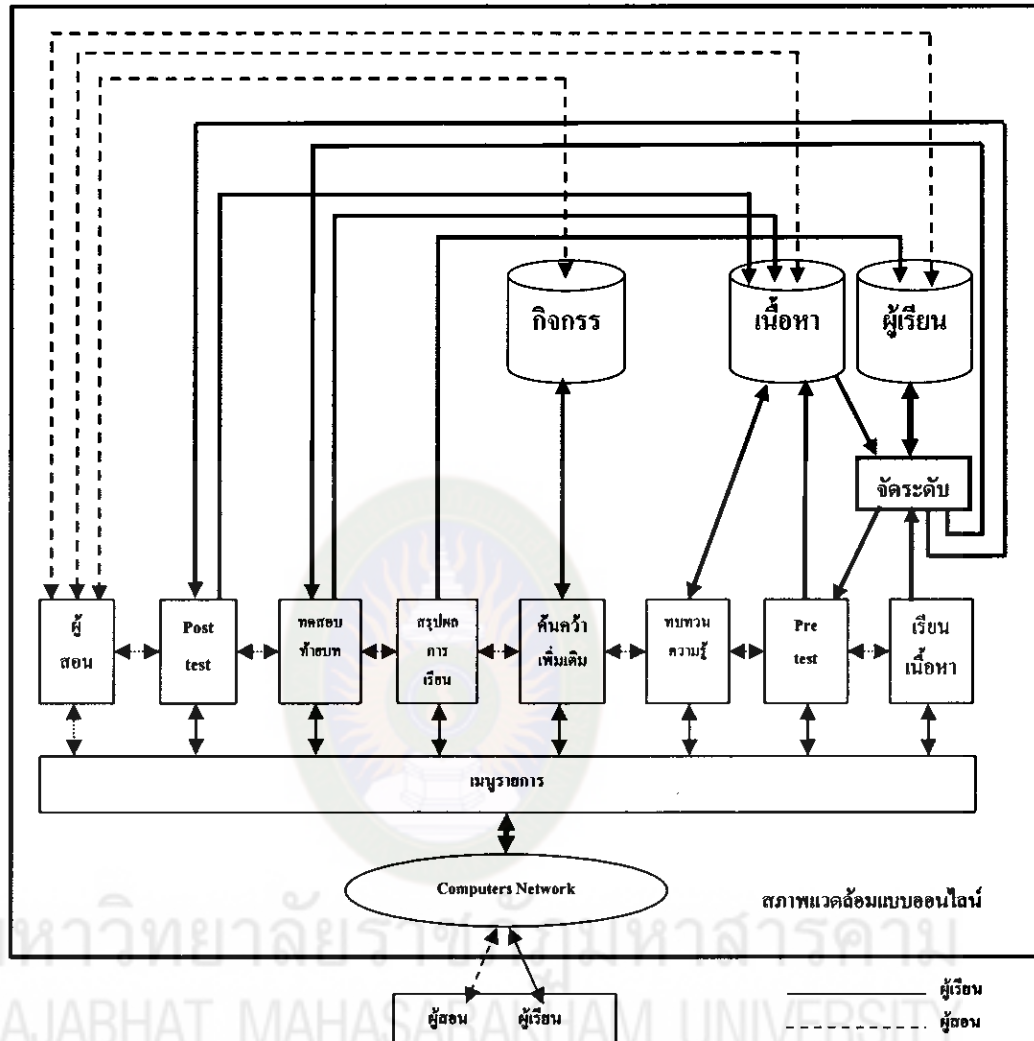 กิจกรร
เนื้อหา
ผู้เรียน
จัดระดับ
ผู้
สอน
Post
test
ทดสอบ
ท้ายบท
สรุปผล
การ
เรียน
ค้นคว้า
เพิ่มเติม
ทบทวน
ความรู้
Pre
test
เรียน
เนื้อหา
เมนูรายการ
Computers Network
สภาพแวดล้อมแบบออนไลน์
หาวิทยาลัยราชภัฏมหาสารคาม
AJABHAT MAHASARAKHAM UNIVERSITY
ผู้สอน ผู้เรียน
ผู้เรียน
ผู้สอน